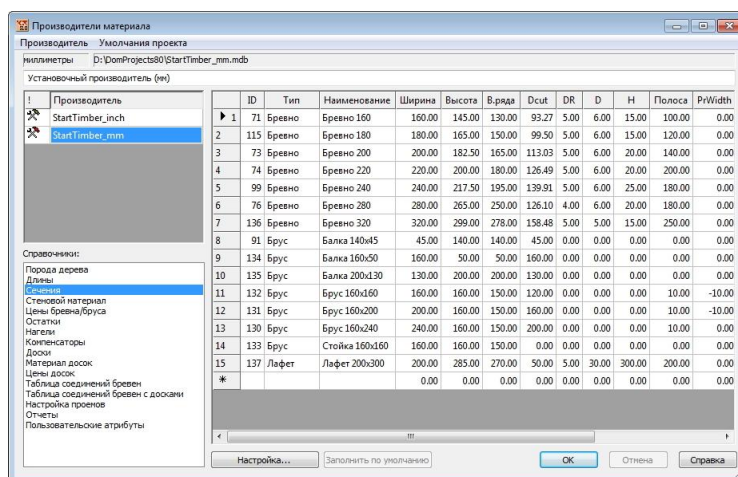 Производители материала
Производитель Умолчания проекта
миллиметры D:\DomProjects80\StartTimber_mm.mdb
Установочный производитель (мм)
! Производитель
StartTimber_inch
StartTimber_mm
ID Тип Наименование Ширина Высота В.ряда Dcut DR D H Полоса PrWidth
1 71 Бревно Бревно 160 160.00 145.00 130.00 93.27 5.00 6.00 15.00 100.00 0.00
2 115 Бревно Бревно 180 180.00 165.00 150.00 99.50 5.00 6.00 15.00 120.00 0.00
3 73 Бревно Бревно 200 200.00 182.50 165.00 113.03 5.00 6.00 20.00 140.00 0.00
4 74 Бревно Бревно 220 220.00 200.00 180.00 126.49 5.00 6.00 20.00 200.00 0.00
5 99 Бревно Бревно 240 240.00 217.50 195.00 139.91 5.00 6.00 25.00 180.00 0.00
6 76 Бревно Бревно 280 280.00 265.00 250.00 126.10 4.00 6.00 20.00 180.00 0.00
7 136 Бревно Бревно 320 320.00 299.00 278.00 158.48 5.00 5.00 15.00 250.00 0.00
8 91 Брус Балка 140x45 45.00 140.00 140.00 45.00 0.00 0.00 0.00 0.00 0.00
9 134 Брус Балка 160x50 160.00 50.00 50.00 160.00 0.00 0.00 0.00 0.00 0.00
10 135 Брус Балка 200x130 130.00 200.00 200.00 130.00 0.00 0.00 0.00 0.00 0.00
11 132 Брус Брус 160x160 160.00 160.00 150.00 120.00 0.00 0.00 0.00 10.00 -10.00
12 131 Брус Брус 160x200 200.00 160.00 150.00 160.00 0.00 0.00 0.00 10.00 -10.00
13 130 Брус Брус 160x240 240.00 160.00 150.00 200.00 0.00 0.00 0.00 10.00 0.00
14 133 Брус Стойка 160x160 160.00 160.00 150.00 0.00 0.00 0.00 0.00 0.00 0.00
15 137 Лафет Лафет 200x300 200.00 285.00 270.00 50.00 5.00 30.00 300.00 200.00 0.00
* 0.00 0.00 0.00 0.00 0.00 0.00 0.00 0.00 0.00
Справочники:
Порода дерева
Длины
Сечения
Стеновой материал
Цены бревна/бруса
Остатки
Нагели
Компенсаторы
Доски
Материал досок
Цены досок
Таблица соединений бревен
Таблица соединений бревен с досками
Настройка проенов
Отчеты
Пользовательские атрибуты
Настройка... Заполнить по умолчанию ОК Отмена Справка